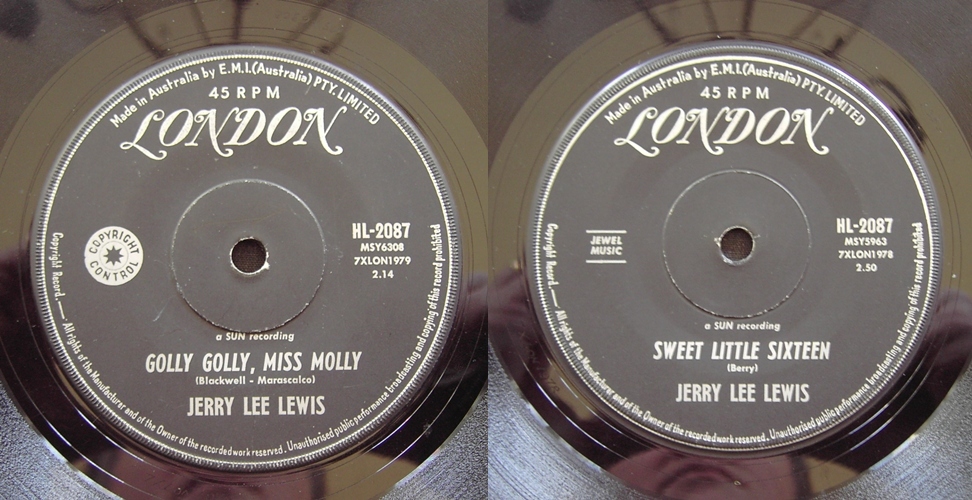 Made in Australia by E.M.I.(Australia) PTY. LIMITED
45 RPM
LONDON
COPYRIGHT CONTROL
HL-2087
MSY6308
7XLON1979
2.14
a SUN recording
GOLLY GOLLY, MISS MOLLY
(Blackwell - Marascalco)
JERRY LEE LEWIS
Copyright Record.— All rights of the Manufacturer and of the Owner of the recorded work reserved. Unauthorised public performance broadcasting and copying of this record prohibited
Made in Australia by E.M.I.(Australia) PTY. LIMITED
45 RPM
LONDON
JEWEL
MUSIC
HL-2087
MSY5963
7XLON1978
2.50
a SUN recording
SWEET LITTLE SIXTEEN
(Berry)
JERRY LEE LEWIS
Copyright Record.— All rights of the Manufacturer and of the Owner of the recorded work reserved. Unauthorised public performance broadcasting and copying of this record prohibited